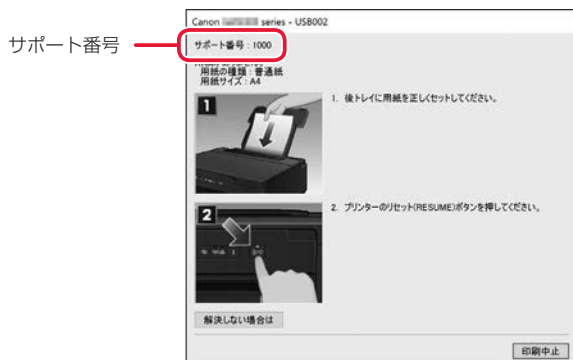 サポート番号
Canon series - USB002
サポート番号 : 1000
用紙の種類 : 普通紙
用紙サイズ : A4
1
1. 後トレイに用紙を正しくセットしてください。
2
2. プリンターのリセット(RESUME)ボタンを押してください。
解決しない場合は
印刷中止